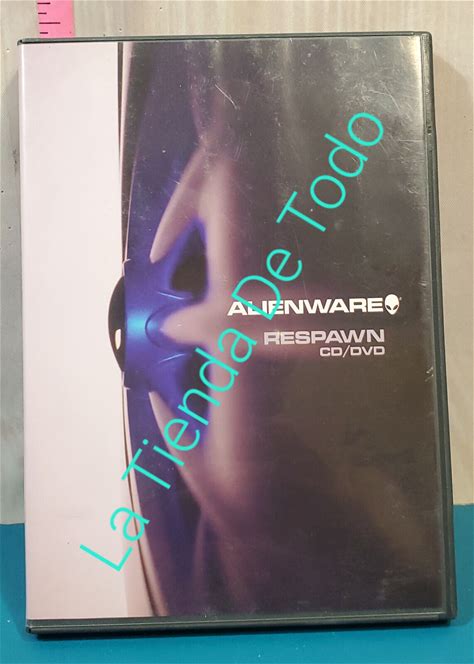 ALIENWARE
RESPAWN
CD/DVD
La Tienda De Todo